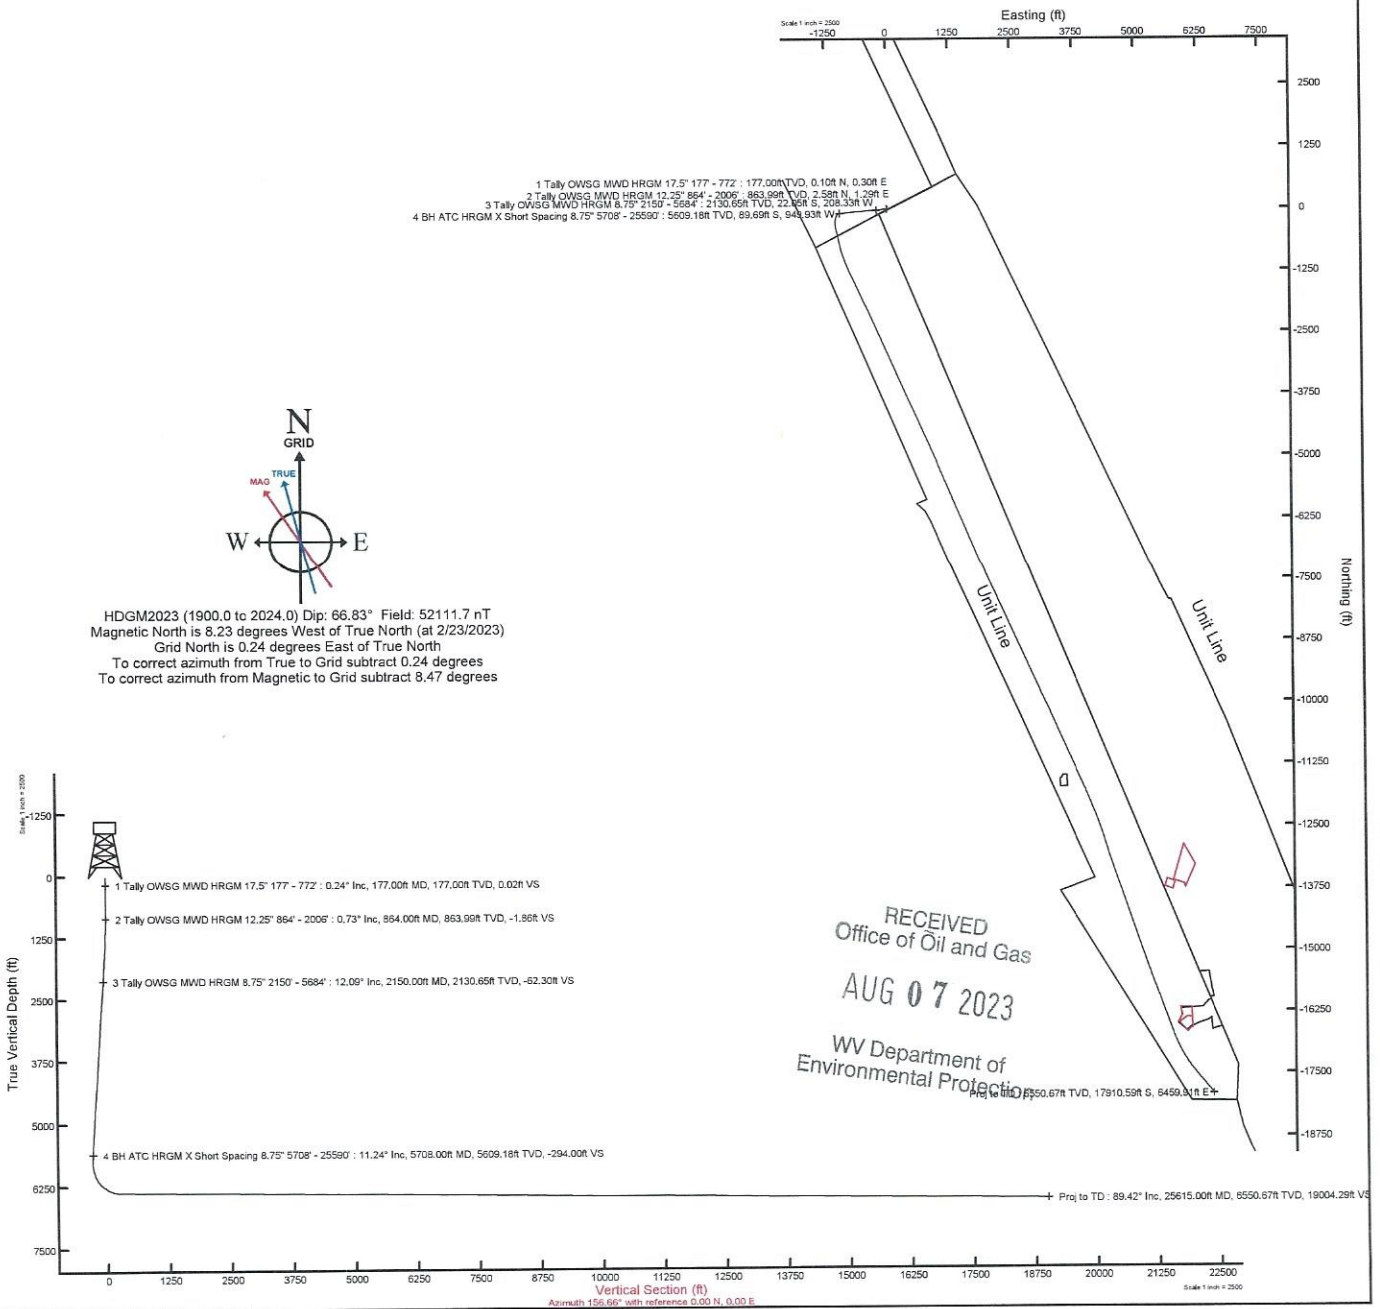 Easting (ft)
Scale 1 inch = 2500
-1250 0 1250 2500 3750 5000 6250 7500
2500
1250
0
-1250
-2500
-3750
-5000
-6250
-7500
-8750
-10000
-11250
-12500
-13750
-15000
-16250
-17500
-18750
Northing (ft)
1 Tally OWSG MWD HRGM 17.5" 177' - 772' : 177.00ft TVD, 0.10ft N, 0.30ft E
2 Tally OWSG MWD HRGM 12.25" 864' - 2006' : 863.99ft TVD, 2.58ft N, 1.29ft E
3 Tally OWSG MWD HRGM 8.75" 2150' - 5684' : 2130.65ft TVD, S, 208.33ft W
4 BH ATC HRGM X Short Spacing 8.75" 5708' - 25590' : 5609.18ft TVD, 89.69ft S, W
Unit Line
Unit Line
N
GRID
TRUE
MAG
W E
HDGM2023 (1900.0 to 2024.0) Dip: 66.83° Field: 52111.7 nT
Magnetic North is 8.23 degrees West of True North (at 2/23/2023)
Grid North is 0.24 degrees East of True North
To correct azimuth from True to Grid subtract 0.24 degrees
To correct azimuth from Magnetic to Grid subtract 8.47 degrees
RECEIVED
Office of Oil and Gas
AUG 07 2023
WV Department of
Environmental Protection
Proj to TVD, 17910.59ft S, E
Scale 1 inch = 2500
True Vertical Depth (ft)
-1250
0
1250
2500
3750
5000
6250
7500
1 Tally OWSG MWD HRGM 17.5" 177' - 772' : 0.24° Inc, 177.00ft MD, 177.00ft TVD, 0.02ft VS
2 Tally OWSG MWD HRGM 12.25" 864' - 2006' : 0.73° Inc, 864.00ft MD, 863.99ft TVD, -1.86ft VS
3 Tally OWSG MWD HRGM 8.75" 2150' - 5684' : 12.09° Inc, 2150.00ft MD, 2130.65ft TVD, -62.30ft VS
4 BH ATC HRGM X Short Spacing 8.75" 5708' - 25590' : 11.24° Inc, 5708.00ft MD, 5609.18ft TVD, -294.00ft VS
Proj to TD : 89.42° Inc, 25615.00ft MD, 6550.67ft TVD, 19004.29ft VS
0 1250 2500 3750 5000 6250 7500 8750 10000 11250 12500 13750 15000 16250 17500 18750 20000 21250 22500
Vertical Section (ft)
Scale 1 inch = 2500
Azimuth 156.66° with reference 0.00 N, 0.00 E